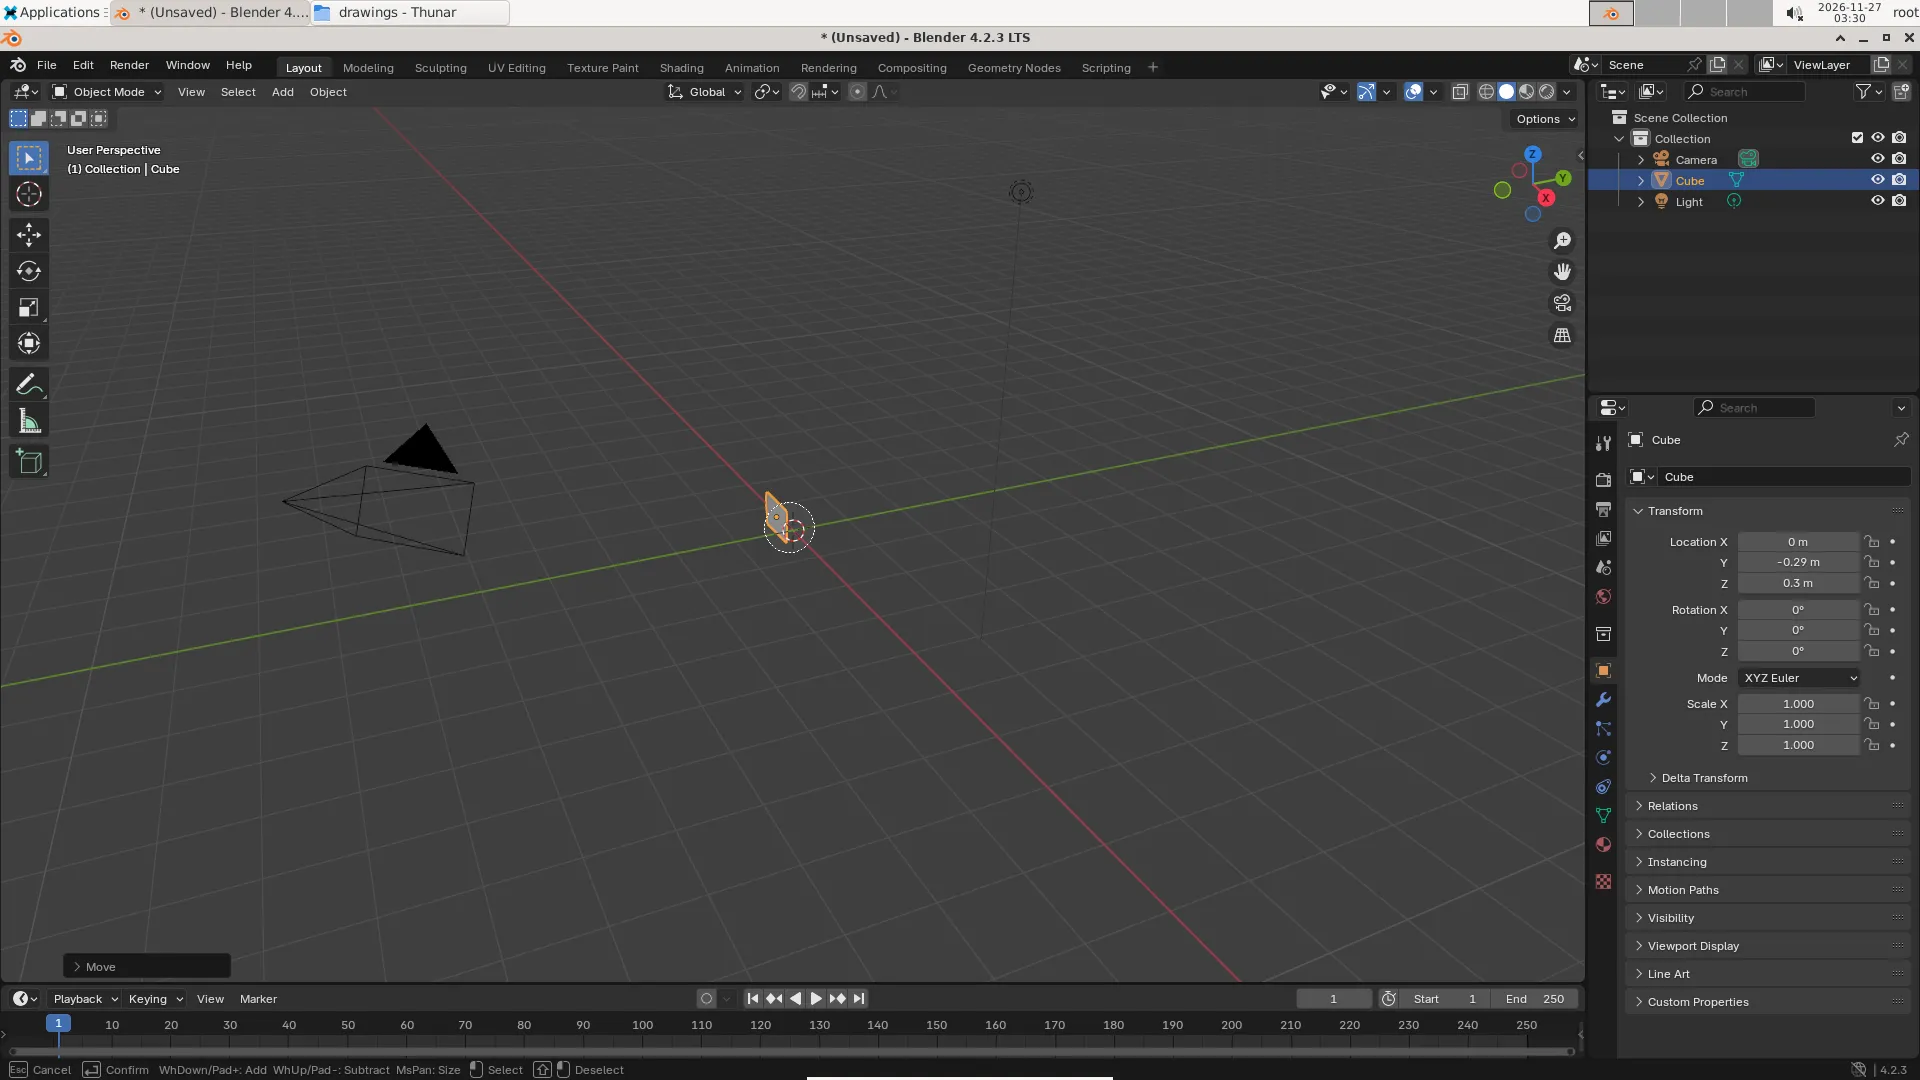 Applications
* (Unsaved) - Blender 4....
drawings - Thunar
2026-11-27
03:30
root
* (Unsaved) - Blender 4.2.3 LTS
File Edit Render Window Help
Layout Modeling Sculpting UV Editing Texture Paint Shading Animation Rendering Compositing Geometry Nodes Scripting +
Scene
ViewLayer
Object Mode View Select Add Object
Global
Search
Options
User Perspective
(1) Collection | Cube
Z
Y
X
Scene Collection
Collection
Camera
Cube
Light
Search
Cube
Cube
Transform
Location X 0 m
Y -0.29 m
Z 0.3 m
Rotation X 0°
Y 0°
Z 0°
Mode XYZ Euler
Scale X 1.000
Y 1.000
Z 1.000
Delta Transform
Relations
Collections
Instancing
Motion Paths
Visibility
Viewport Display
Line Art
Custom Properties
Move
Playback Keying View Marker
1
Start 1
End 250
1 10 20 30 40 50 60 70 80 90 100 110 120 130 140 150 160 170 180 190 200 210 220 230 240 250
Esc Cancel Confirm WhDown/Pad+: Add WhUp/Pad-: Subtract MsPan: Size Select Deselect
4.2.3